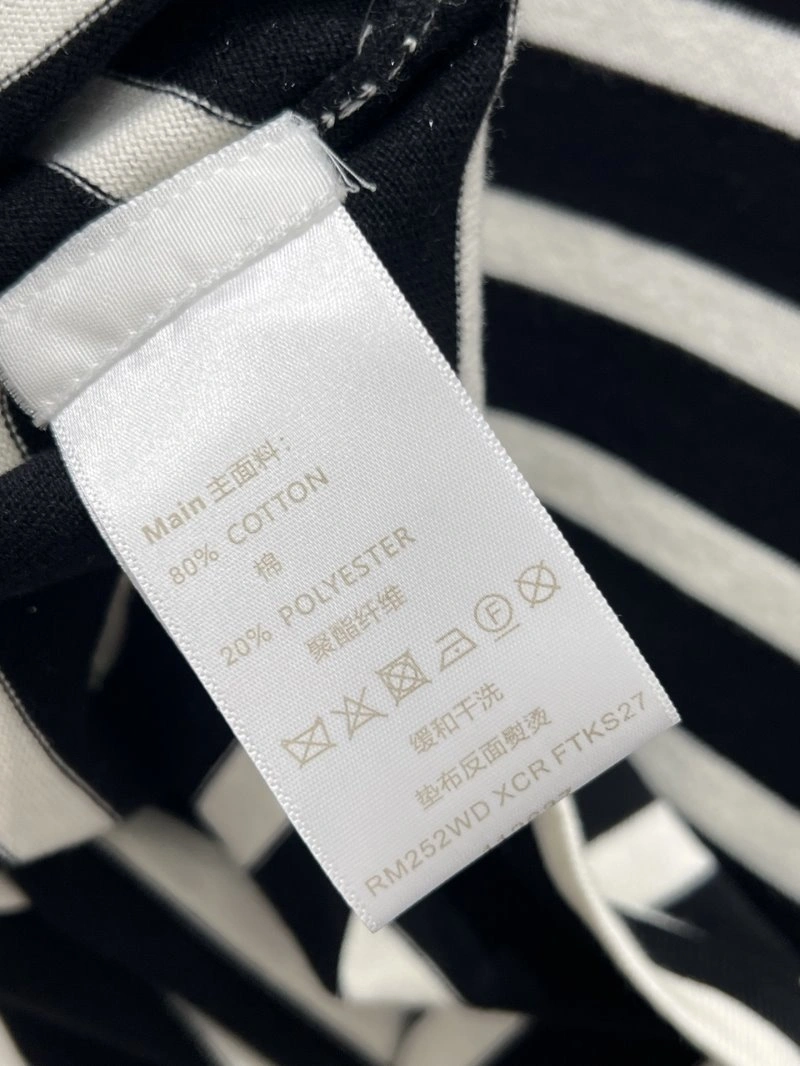 Main 主面料：
80% COTTON
棉
20% POLYESTER
聚酯纤维
F
缓和干洗
垫布反面熨烫
RM252WD XCR FTKS27